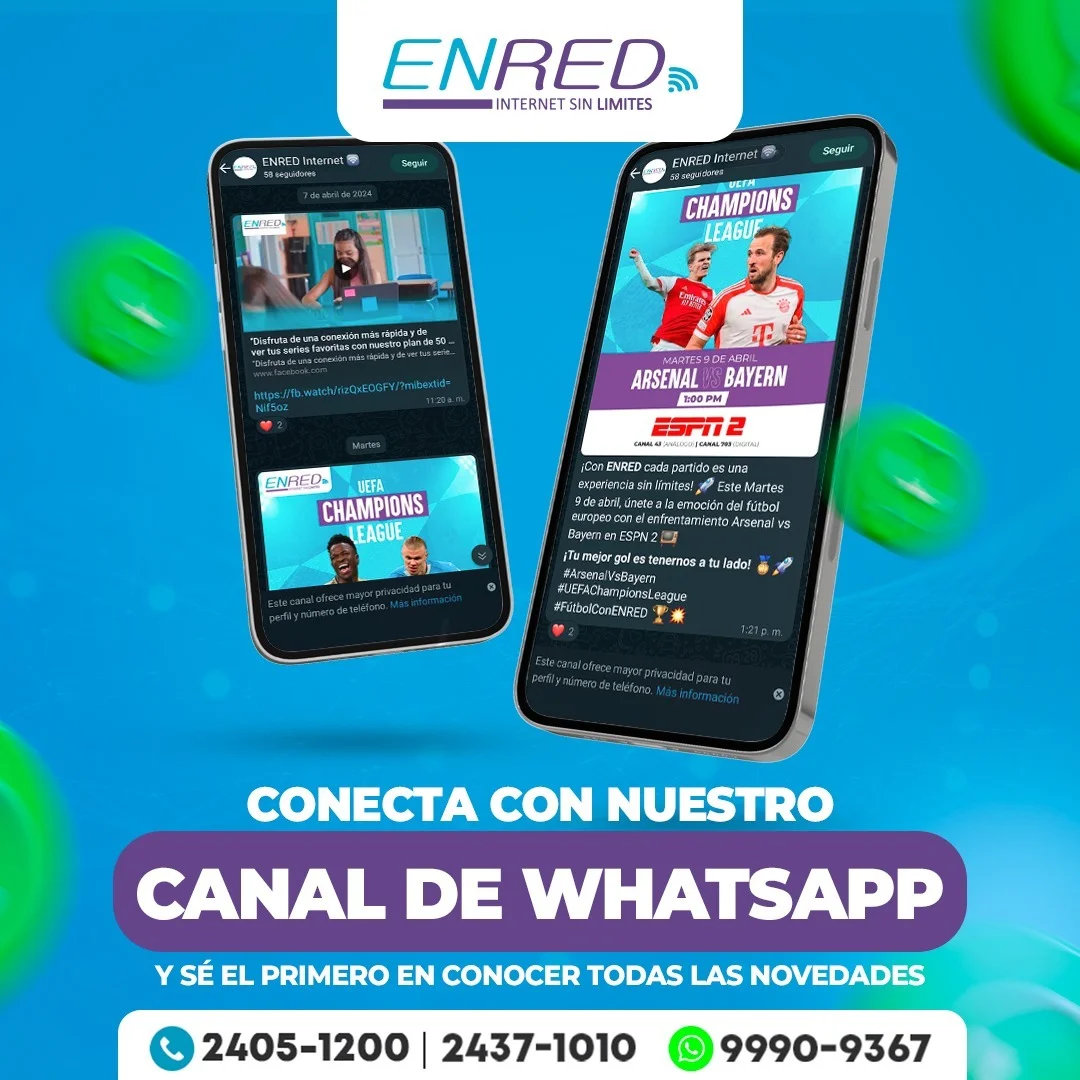 ENRED
INTERNET SIN LIMITES
ENRED Internet
58 seguidores
Seguir
7 de abril de 2024
ENRED
"Disfruta de una conexión más rápida y de
ver tus series favoritas con nuestro plan de 50 ...
"Disfruta de una conexión más rápida y de ver tus serie...
www.facebook.com
https://fb.watch/rizQxEOGFY/?mibextid=
Nif5oz
11:20 a. m.
2
Martes
ENRED
UEFA
CHAMPIONS
LEAGUE
Este canal ofrece mayor privacidad para tu
perfil y número de teléfono. Más información
ENRED Internet
58 seguidores
Seguir
UEFA
CHAMPIONS
LEAGUE
Emirates
FLY BETTER
T
MARTES 9 DE ABRIL
ARSENAL VS BAYERN
1:00 PM
ESPN 2
CANAL 43 (ANÁLOGO) | CANAL 703 (DIGITAL)
¡Con ENRED cada partido es una
experiencia sin límites! 🚀 Este Martes
9 de abril, únete a la emoción del fútbol
europeo con el enfrentamiento Arsenal vs
Bayern en ESPN 2 📺
¡Tu mejor gol es tenernos a tu lado! 🏅🚀
#ArsenalVsBayern
#UEFAChampionsLeague
#FútbolConENRED 🏆💥
1:21 p. m.
2
Este canal ofrece mayor privacidad para tu
perfil y número de teléfono. Más información
CONECTA CON NUESTRO
CANAL DE WHATSAPP
Y SÉ EL PRIMERO EN CONOCER TODAS LAS NOVEDADES
2405-1200 | 2437-1010 9990-9367